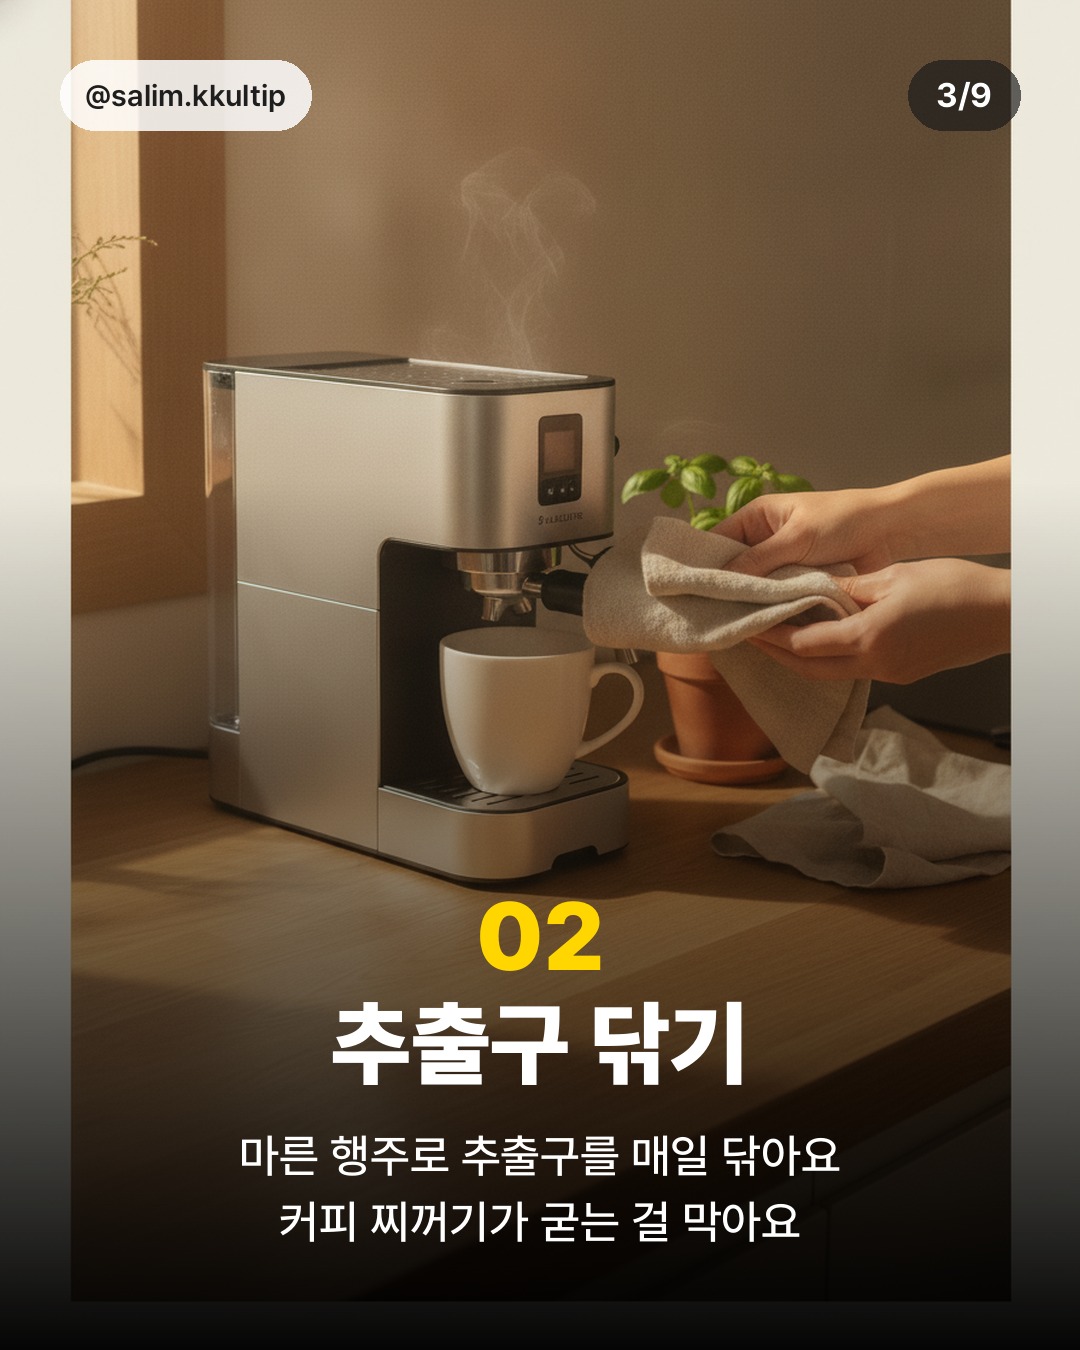 @salim.kkultip
3/9
02
추출구 닦기
마른 행주로 추출구를 매일 닦아요
커피 찌꺼기가 굳는 걸 막아요